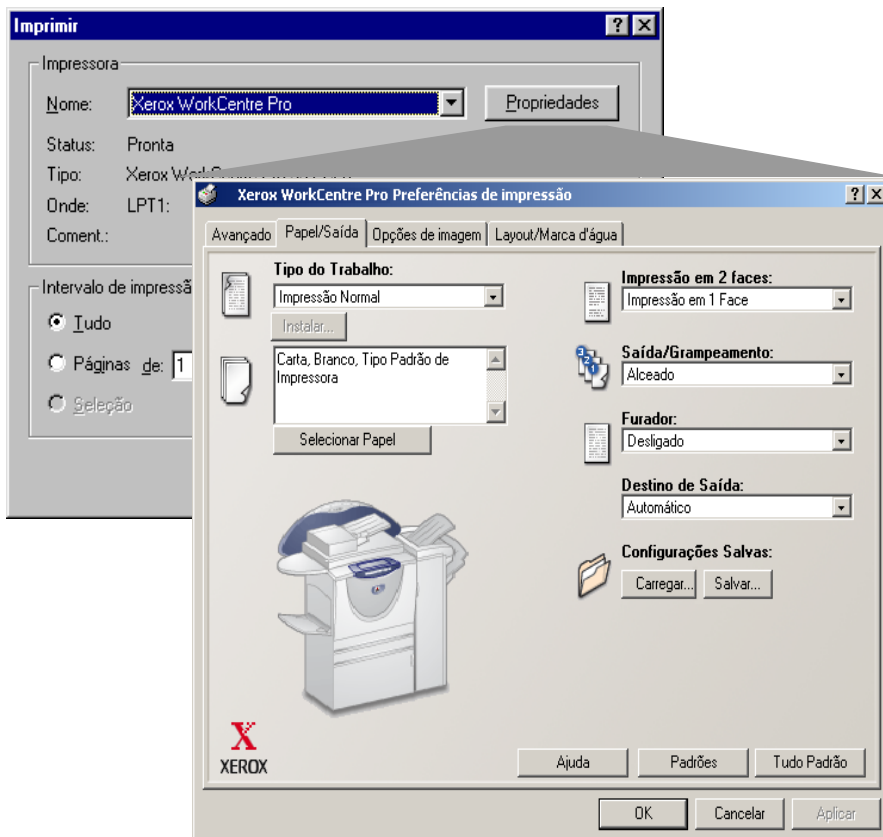 Imprimir
Impressora
Nome: Xerox WorkCentre Pro Propriedades
Status: Pronta
Tipo: Xerox
Onde: LPT1:
Coment.:
Intervalo de
Tudo
Páginas de: 1
Seleção
Xerox WorkCentre Pro Preferências de impressão
Avançado Papel/Saída Opções de imagem Layout/Marca d'água
Tipo do Trabalho:
Impressão Normal
Instalar...
Carta, Branco, Tipo Padrão de
Impressora
Selecionar Papel
Impressão em 2 faces:
Impressão em 1 Face
Saída/Grampeamento:
Alceado
Furador:
Desligado
Destino de Saída:
Automático
Configurações Salvas:
Carregar... Salvar...
X
XEROX
Ajuda Padrões Tudo Padrão
OK Cancelar Aplicar